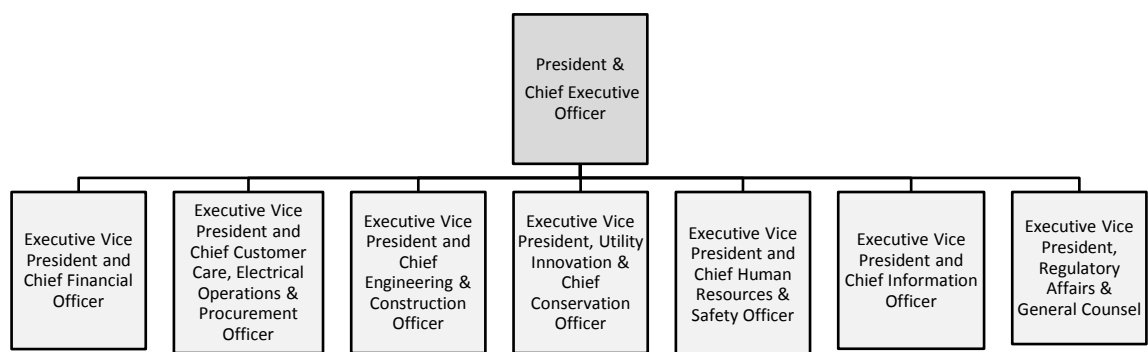 President &
Chief Executive
Officer
Executive Vice
President and
Chief Financial
Officer
Executive Vice
President and
Chief Customer
Care, Electrical
Operations &
Procurement
Officer
Executive Vice
President and
Chief
Engineering &
Construction
Officer
Executive Vice
President, Utility
Innovation &
Chief
Conservation
Officer
Executive Vice
President and
Chief Human
Resources &
Safety Officer
Executive Vice
President and
Chief Information
Officer
Executive Vice
President,
Regulatory
Affairs &
General Counsel